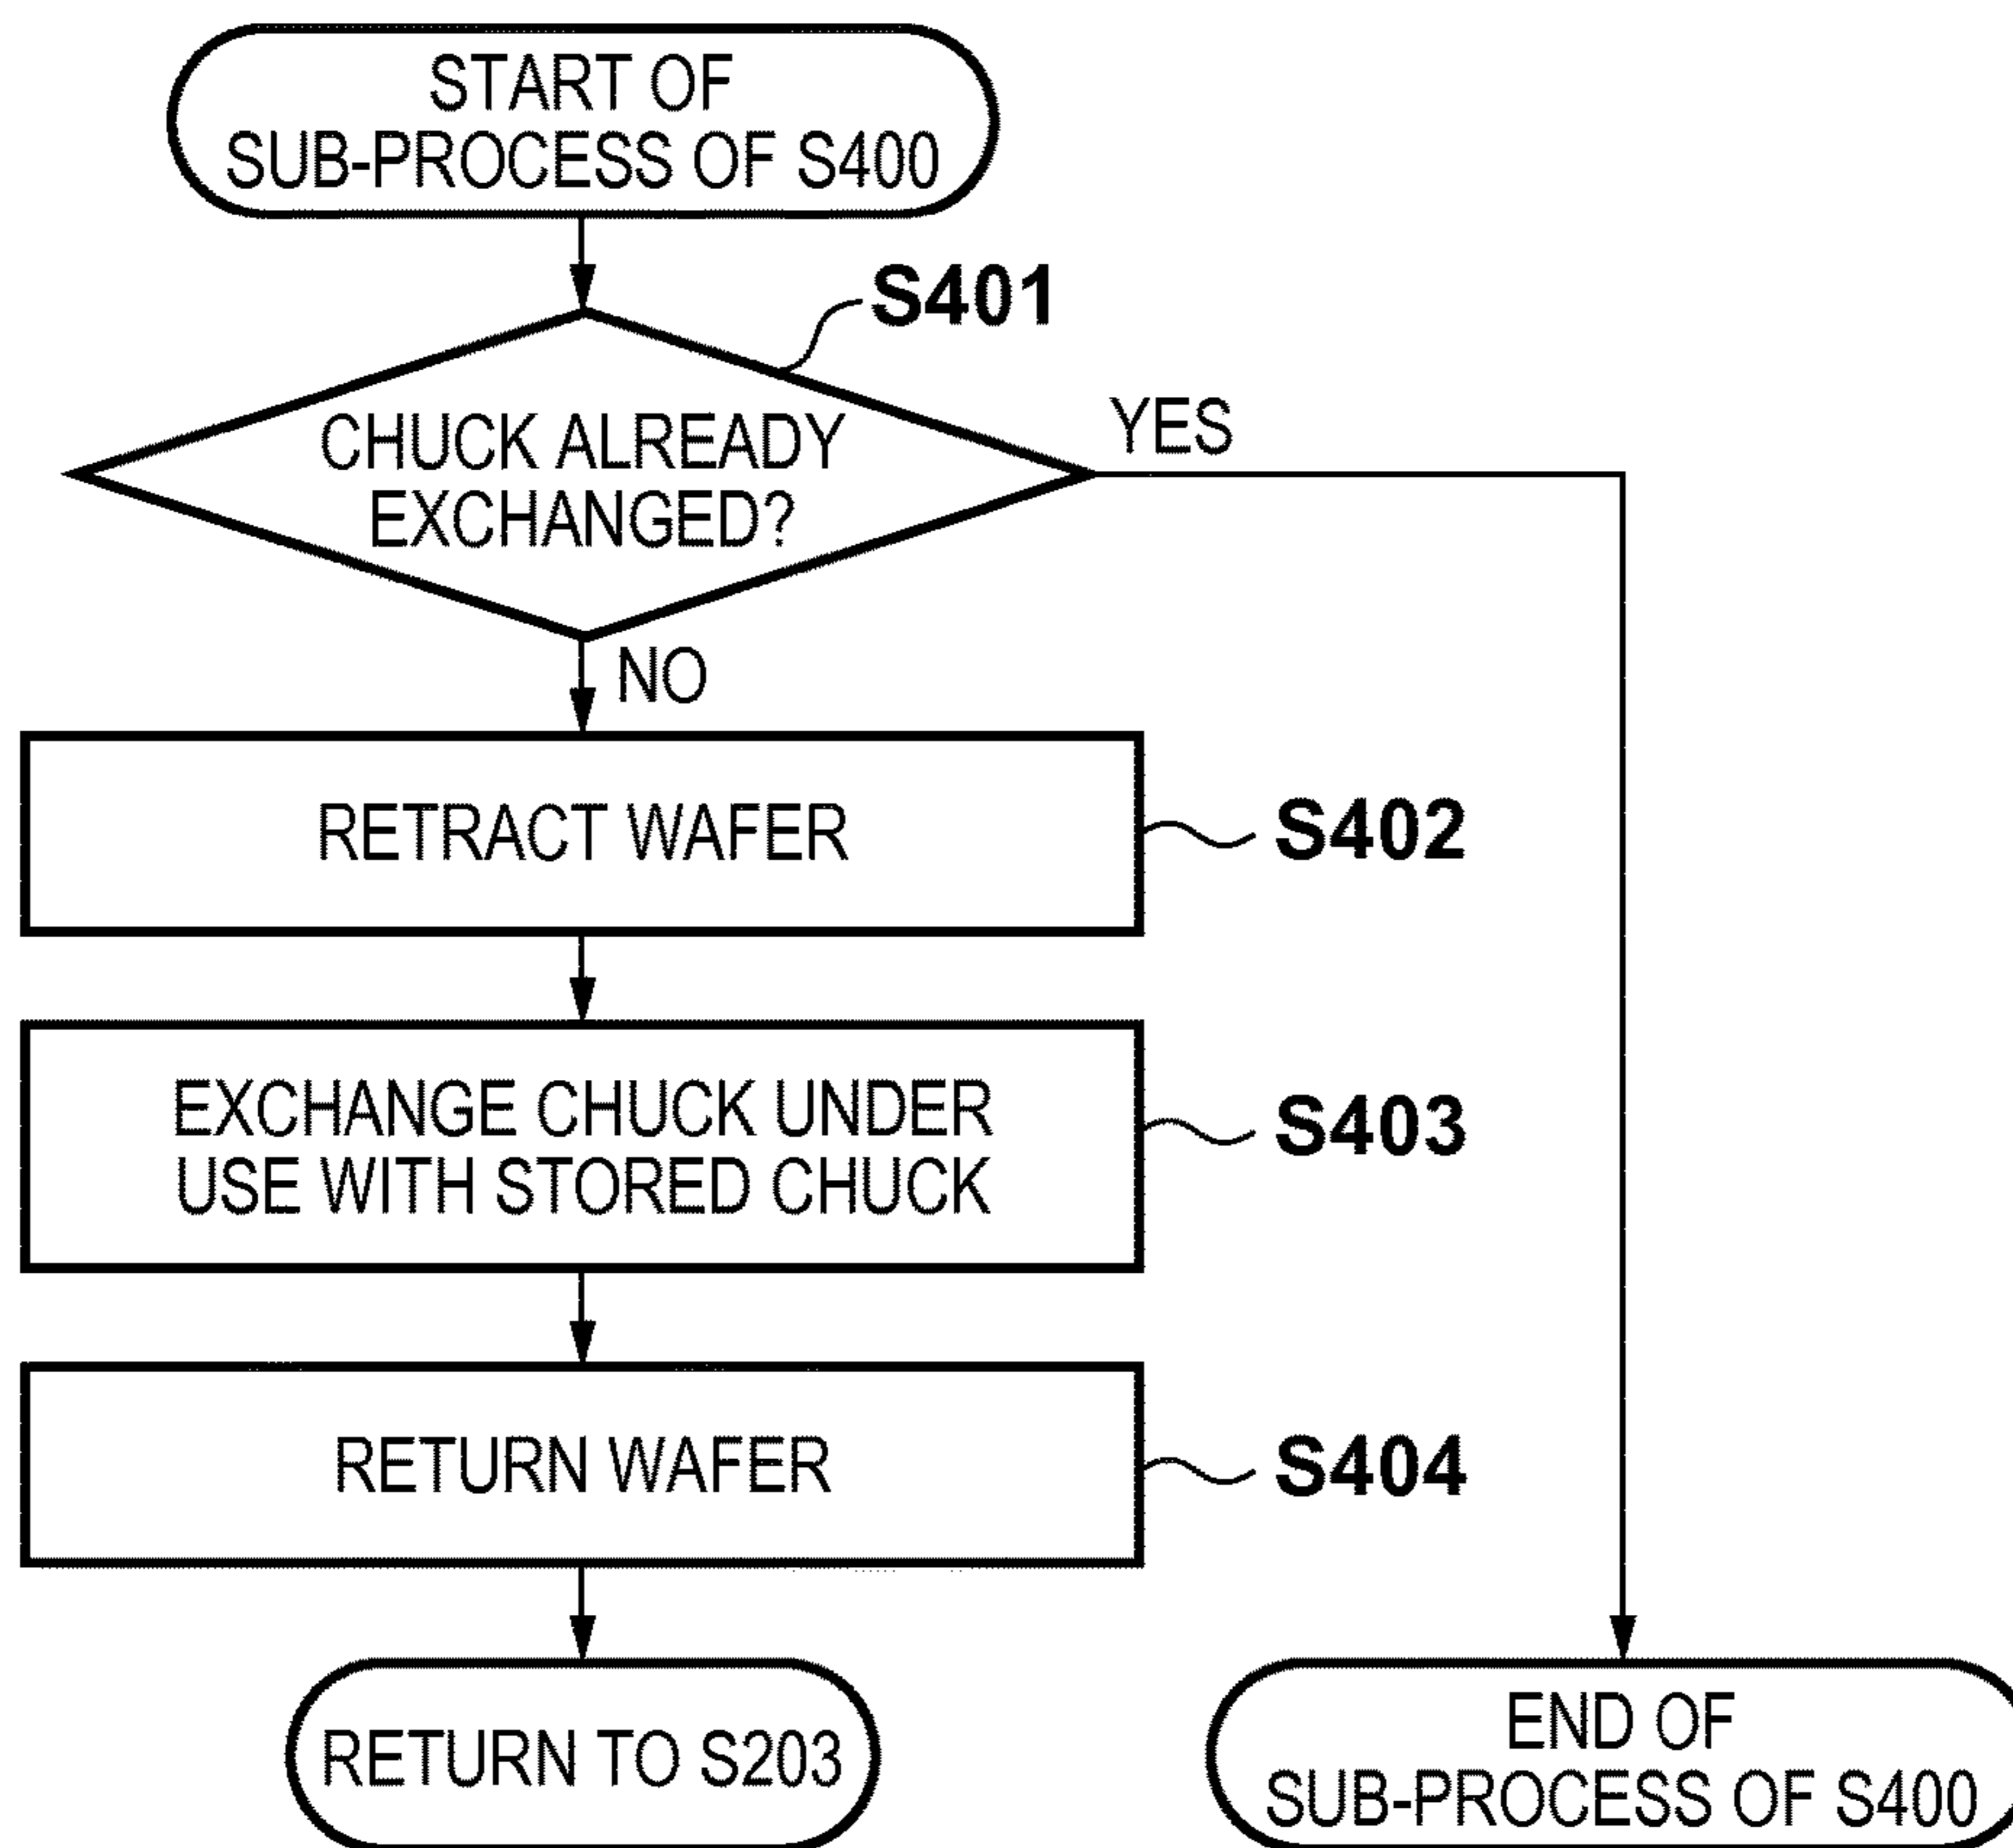 START OF
SUB-PROCESS OF S400
S401
CHUCK ALREADY
EXCHANGED?
YES
NO
RETRACT WAFER
S402
EXCHANGE CHUCK UNDER
USE WITH STORED CHUCK
S403
RETURN WAFER
S404
RETURN TO S203
END OF
SUB-PROCESS OF S400